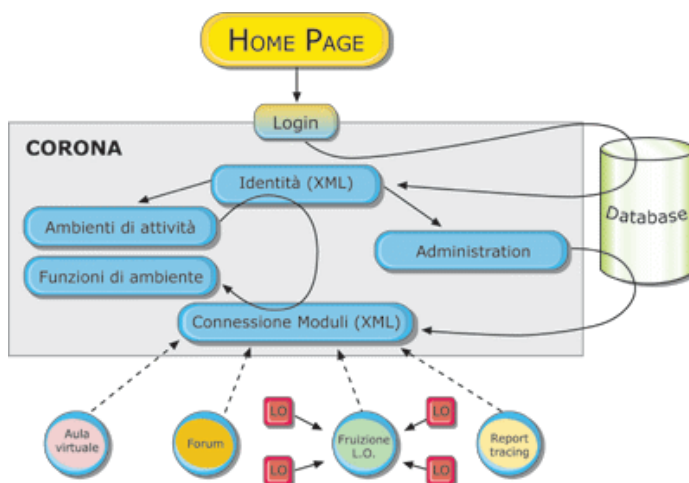 HOME PAGE
Login
CORONA
Identità (XML)
Ambienti di attività
Database
Administration
Funzioni di ambiente
Connessione Moduli (XML)
LO
LO
Aula
virtuale
Forum
Fruizione
L.O.
Report
tracing
LO
LO